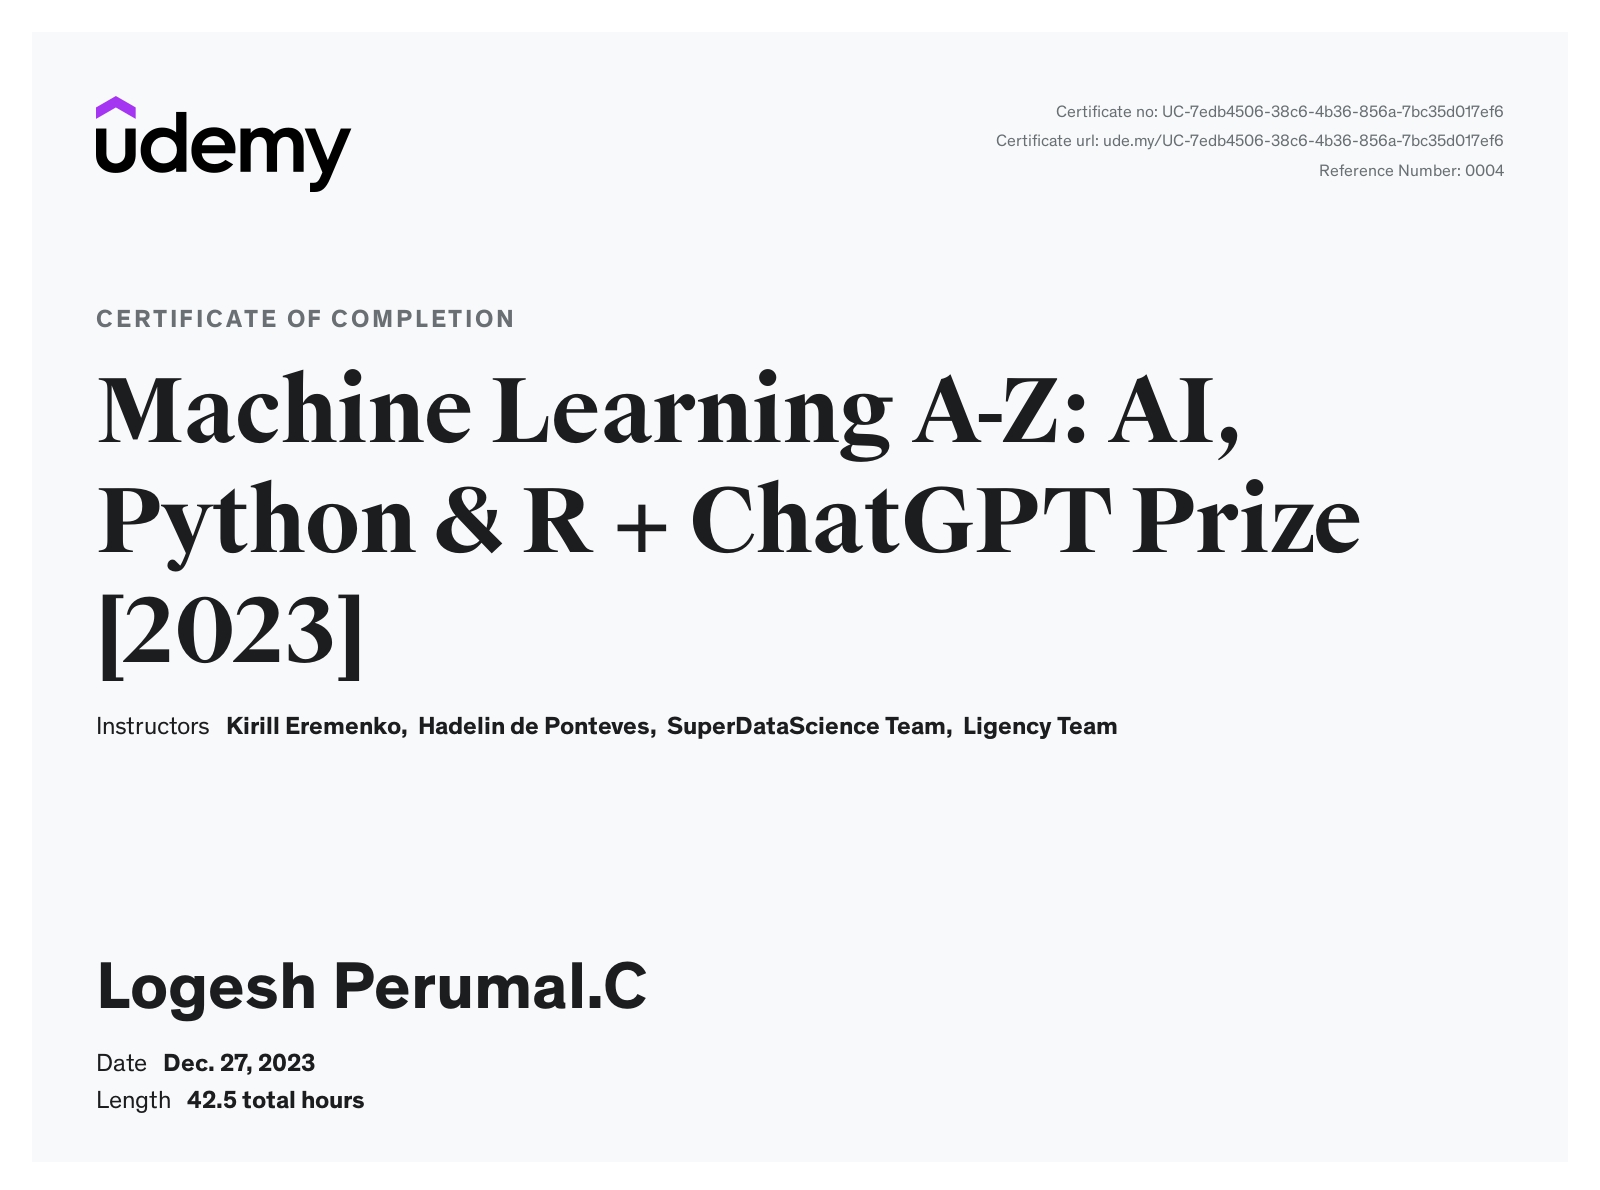 udemy
Certificate no: UC-7edb4506-38c6-4b36-856a-7bc35d017ef6
Certificate url: ude.my/UC-7edb4506-38c6-4b36-856a-7bc35d017ef6
Reference Number: 0004
CERTIFICATE OF COMPLETION
Machine Learning A-Z: AI,
Python & R + ChatGPT Prize
[2023]
Instructors Kirill Eremenko, Hadelin de Ponteves, SuperDataScience Team, Ligency Team
Logesh Perumal.C
Date Dec. 27, 2023
Length 42.5 total hours